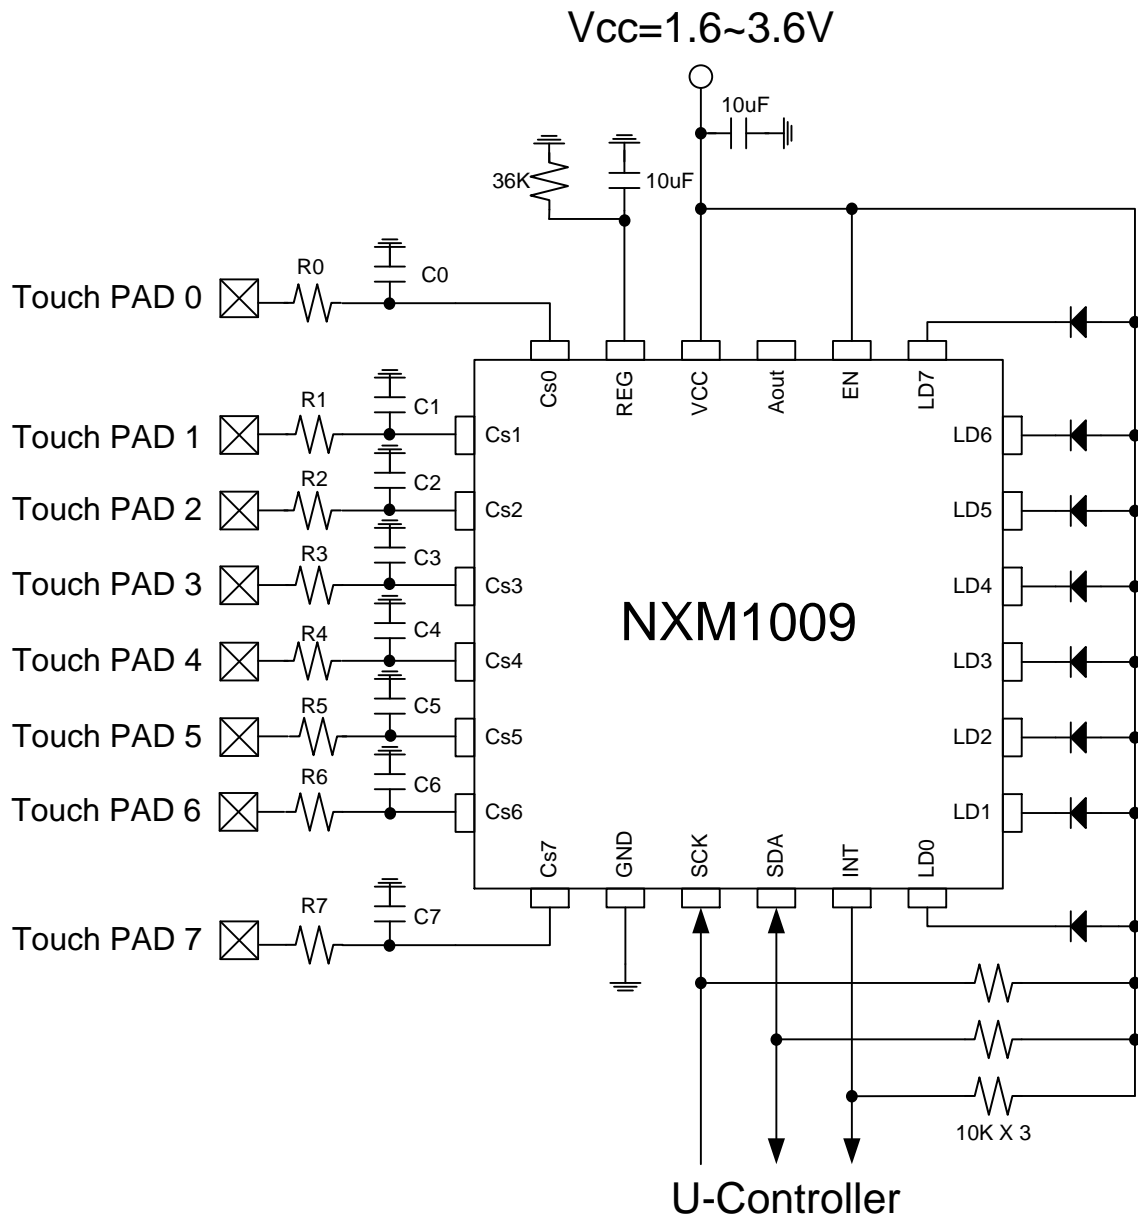 Vcc=1.6~3.6V
10uF
36K
10uF
R0
C0
Touch PAD 0
Cs0
REG
VCC
Aout
EN
LD7
R1
C1
Touch PAD 1
Cs1
LD6
R2
C2
Touch PAD 2
Cs2
LD5
R3
C3
Touch PAD 3
Cs3
LD4
NXM1009
R4
C4
Touch PAD 4
Cs4
LD3
R5
C5
Touch PAD 5
Cs5
LD2
R6
C6
Touch PAD 6
Cs6
LD1
Cs7
GND
SCK
SDA
INT
LD0
R7
C7
Touch PAD 7
10K X 3
U-Controller